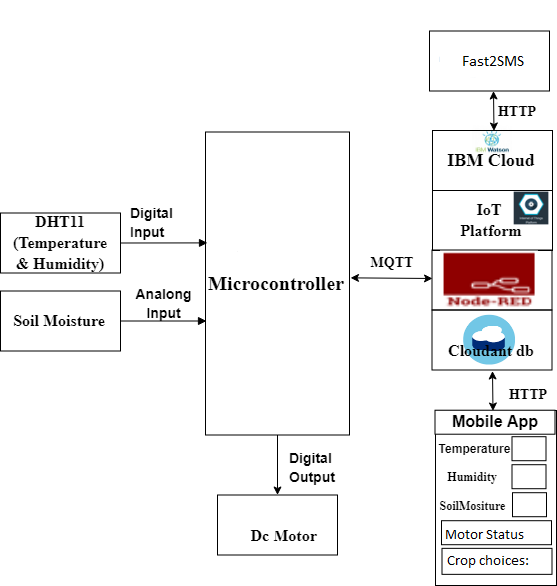 Fast2SMS
HTTP
IBM Watson
IBM Cloud
IoT
Platform
Node-RED
Cloudant db
HTTP
MQTT
DHT11
(Temperature
& Humidity)
Digital
Input
Soil Moisture
Analong
Input
Microcontroller
Digital
Output
Dc Motor
Mobile App
Temperature
Humidity
SoilMositure
Motor Status
Crop choices: